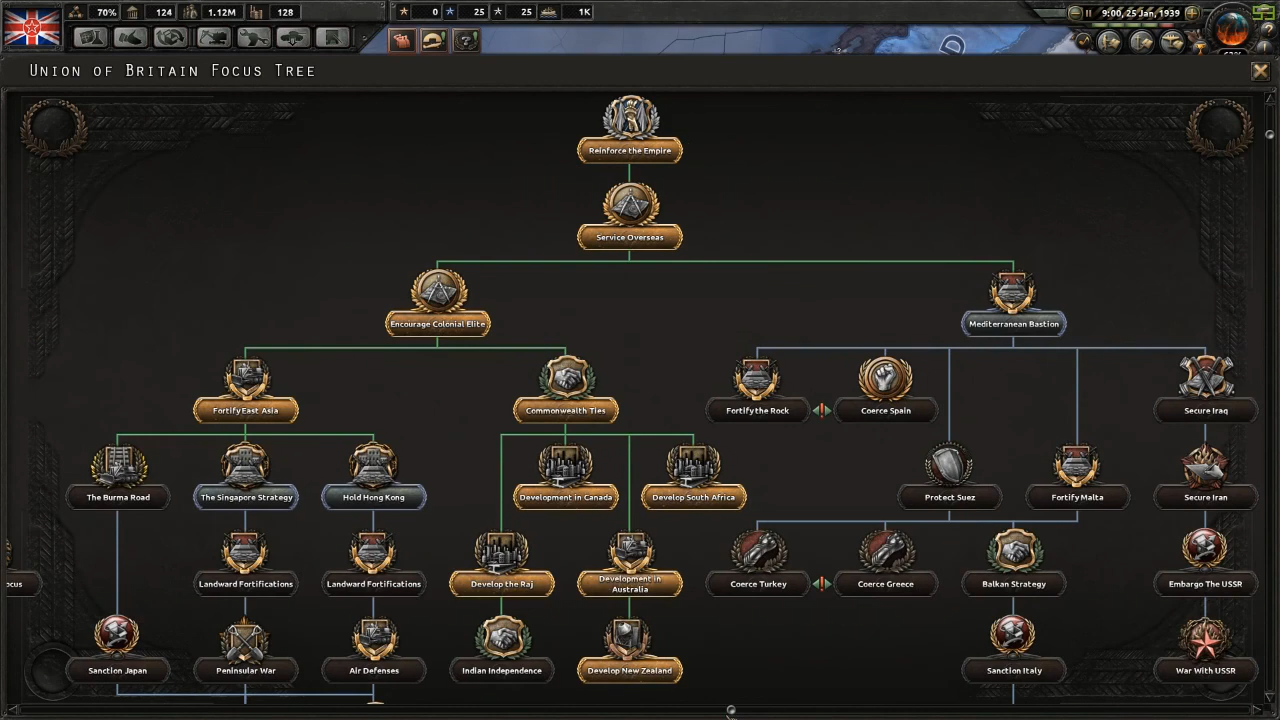 70% 124 1.12M 128 0 25 25 1K 9:00, 25 Jan, 1939
UNION OF BRITAIN FOCUS TREE
Reinforce the Empire
Service Overseas
Encourage Colonial Elite
Mediterranean Bastion
Fortify East Asia
Commonwealth Ties
Fortify the Rock
Coerce Spain
Secure Iraq
The Burma Road
The Singapore Strategy
Hold Hong Kong
Development in Canada
Develop South Africa
Protect Suez
Fortify Malta
Secure Iran
ocus
Landward Fortifications
Landward Fortifications
Develop the Raj
Development in
Australia
Coerce Turkey
Coerce Greece
Balkan Strategy
Embargo The USSR
Sanction Japan
Peninsular War
Air Defenses
Indian Independence
Develop New Zealand
Sanction Italy
War With USSR